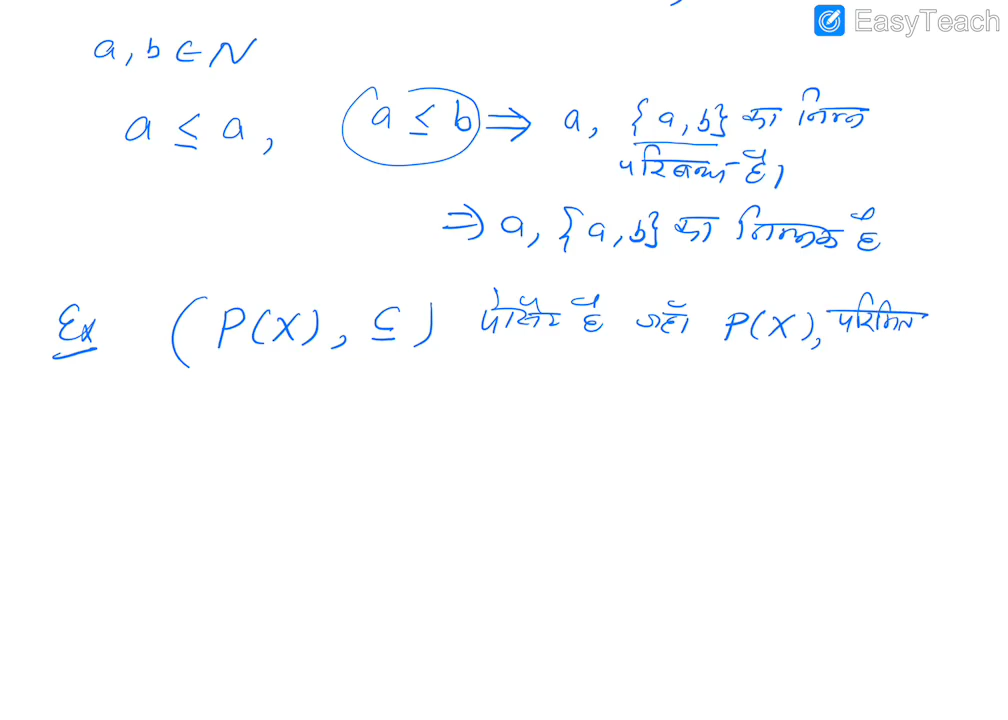 EasyTeach
a, b ∈ N
a ≤ a, a ≤ b ⇒ a, {a, b} का निम्न
परिबन्ध है।
⇒ a, {a, b} का निम्नक है
Ex (P(X), ⊆) पोसेट है जहाँ P(X), परिमित